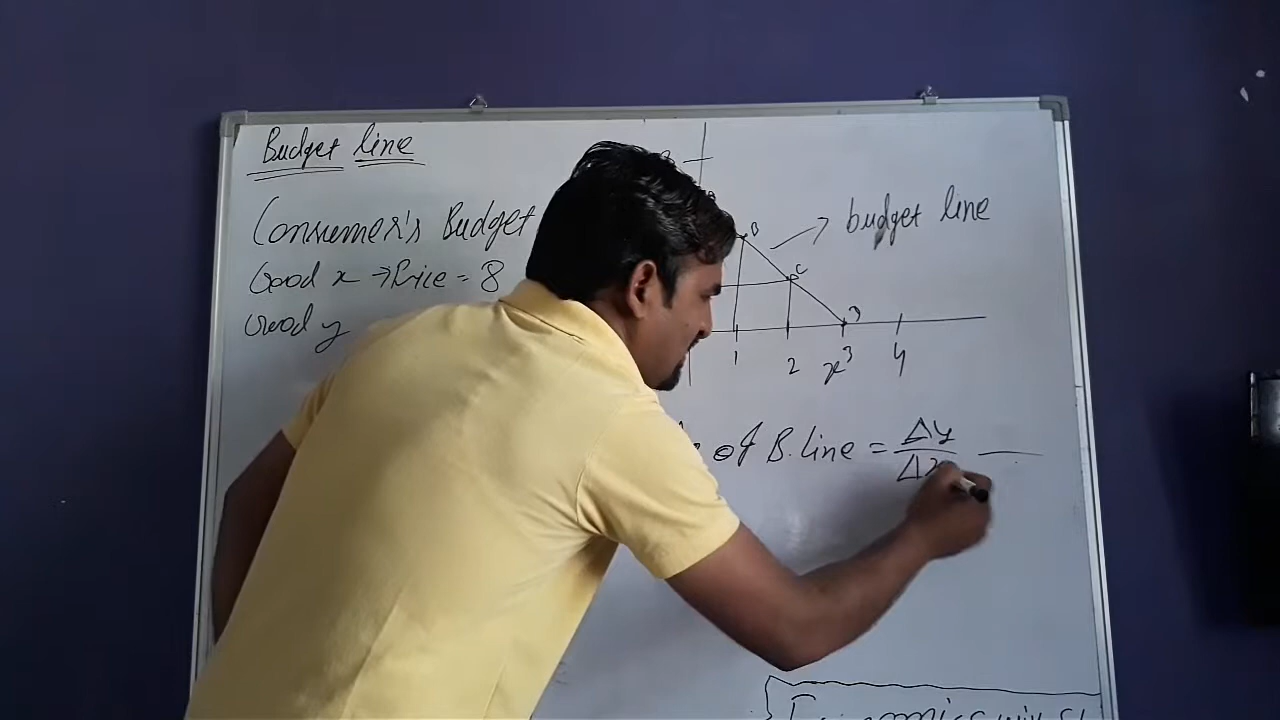 Budget line
Consumer's Budget
Good x → Price = 8
Good y
B
C
D
→ budget line
1
2
3
4
x
of B.line = Δy
Δx